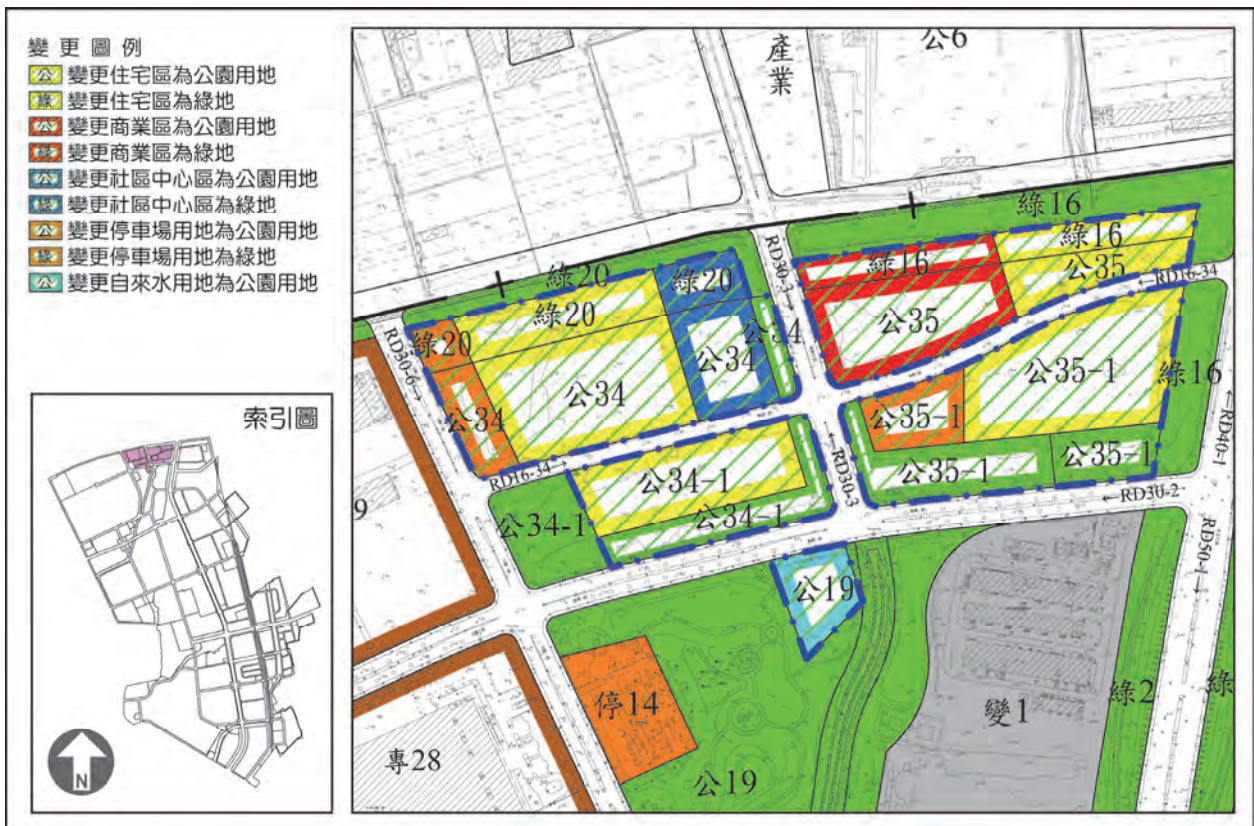 變更圖例
公 變更住宅區為公園用地
綠 變更住宅區為綠地
公 變更商業區為公園用地
綠 變更商業區為綠地
公 變更社區中心區為公園用地
綠 變更社區中心區為綠地
公 變更停車場用地為公園用地
綠 變更停車場用地為綠地
公 變更自來水用地為公園用地
索引圖
N
產業
公6
綠16
綠16
綠16
公35
RD16-34
綠20
綠20
綠20
RD30-3
綠20
公34
公34
公34
公34
公35
公35-1
綠16
RD30-6
公35-1
RD16-34
公34-1
公35-1
公35-1
RD40-1
公34-1
公34-1
RD30-3
RD30-2
9
公19
RD50-1
停14
變1
綠2
綠
專28
公19